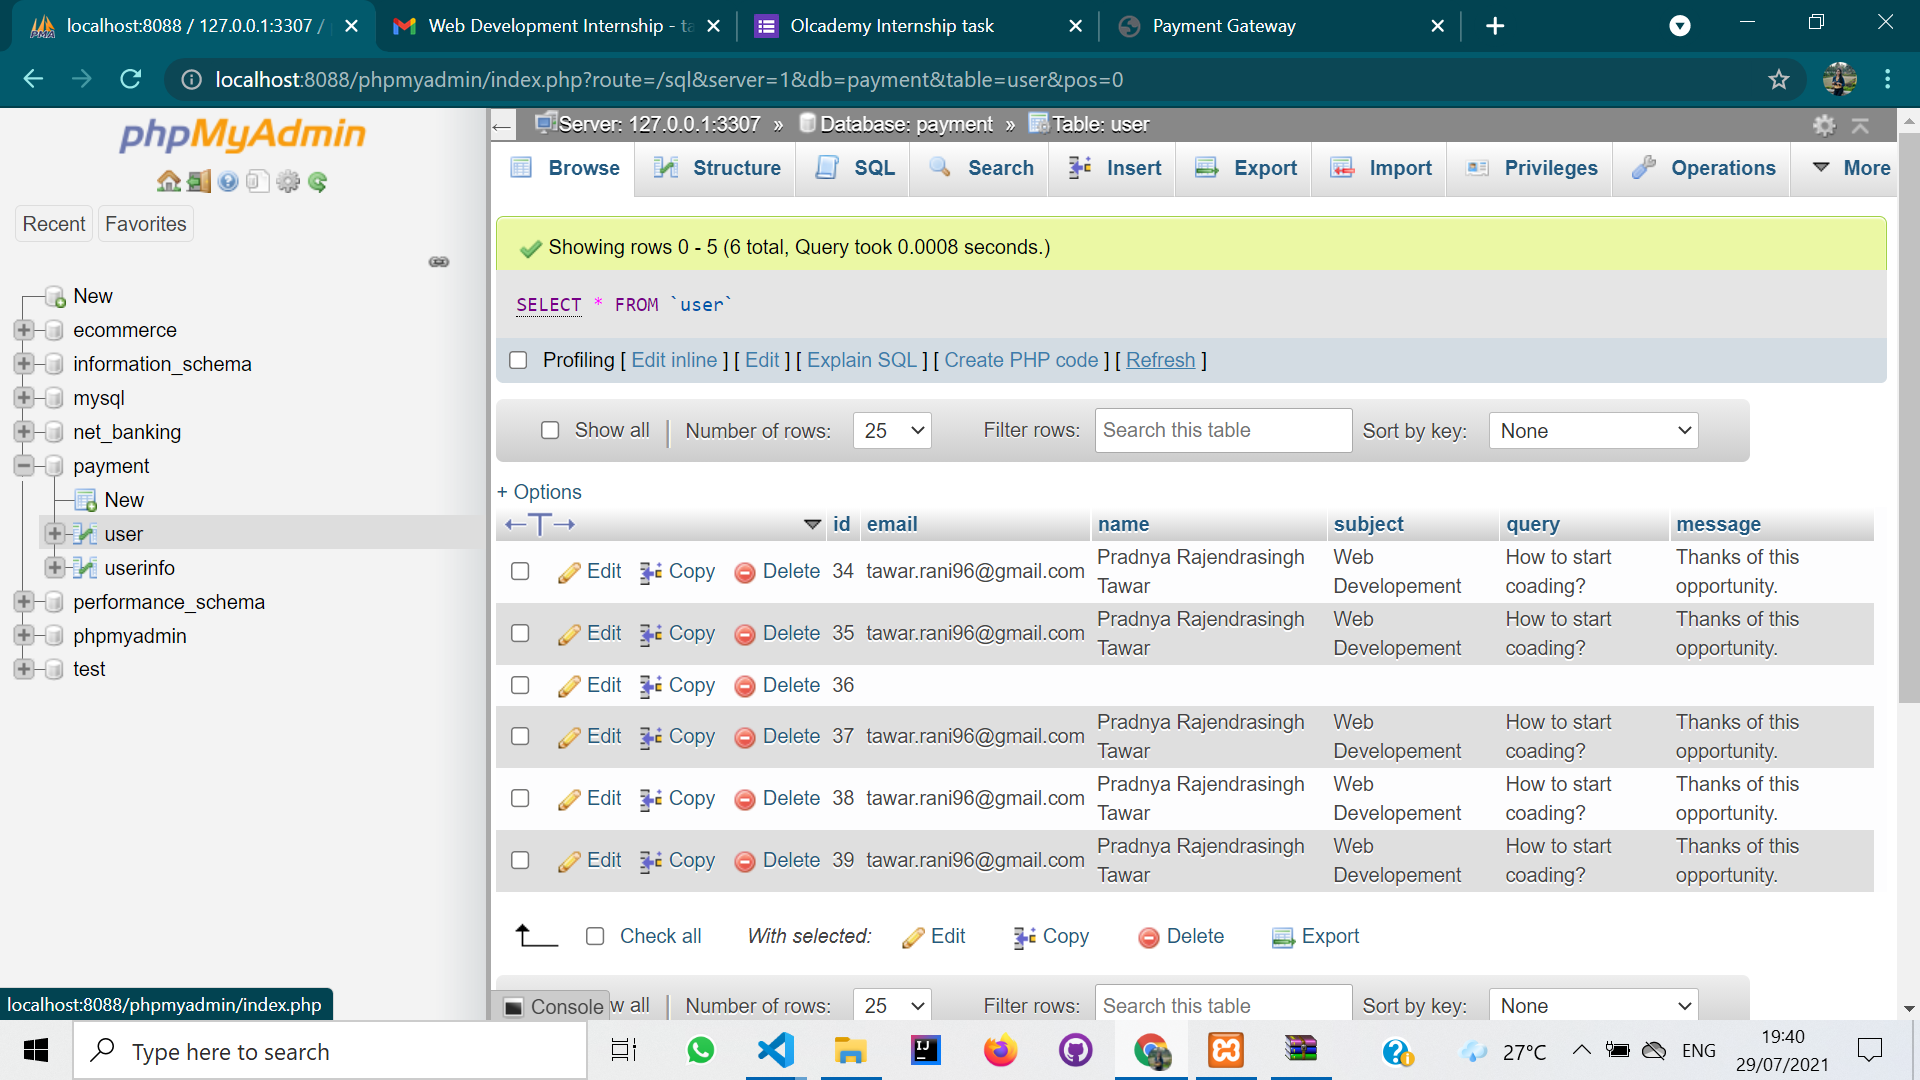 localhost:8088 / 127.0.0.1:3307 /
Web Development Internship - ta
Olcademy Internship task
Payment Gateway
localhost:8088/phpmyadmin/index.php?route=/sql&server=1&db=payment&table=user&pos=0
phpMyAdmin
Recent
Favorites
New
ecommerce
information_schema
mysql
net_banking
payment
New
user
userinfo
performance_schema
phpmyadmin
test
localhost:8088/phpmyadmin/index.php
Server: 127.0.0.1:3307 » Database: payment » Table: user
Browse Structure SQL Search Insert Export Import Privileges Operations More
Showing rows 0 - 5 (6 total, Query took 0.0008 seconds.)
SELECT * FROM `user`
Profiling [ Edit inline ] [ Edit ] [ Explain SQL ] [ Create PHP code ] [ Refresh ]
Show all | Number of rows: 25 Filter rows: Search this table Sort by key: None
+ Options
←T→ id email name subject query message
Edit Copy Delete 34 tawar.rani96@gmail.com Pradnya Rajendrasingh Tawar Web Developement How to start coading? Thanks of this opportunity.
Edit Copy Delete 35 tawar.rani96@gmail.com Pradnya Rajendrasingh Tawar Web Developement How to start coading? Thanks of this opportunity.
Edit Copy Delete 36
Edit Copy Delete 37 tawar.rani96@gmail.com Pradnya Rajendrasingh Tawar Web Developement How to start coading? Thanks of this opportunity.
Edit Copy Delete 38 tawar.rani96@gmail.com Pradnya Rajendrasingh Tawar Web Developement How to start coading? Thanks of this opportunity.
Edit Copy Delete 39 tawar.rani96@gmail.com Pradnya Rajendrasingh Tawar Web Developement How to start coading? Thanks of this opportunity.
Check all With selected: Edit Copy Delete Export
Console w all | Number of rows: 25 Filter rows: Search this table Sort by key: None
Type here to search
27°C
ENG
19:40
29/07/2021